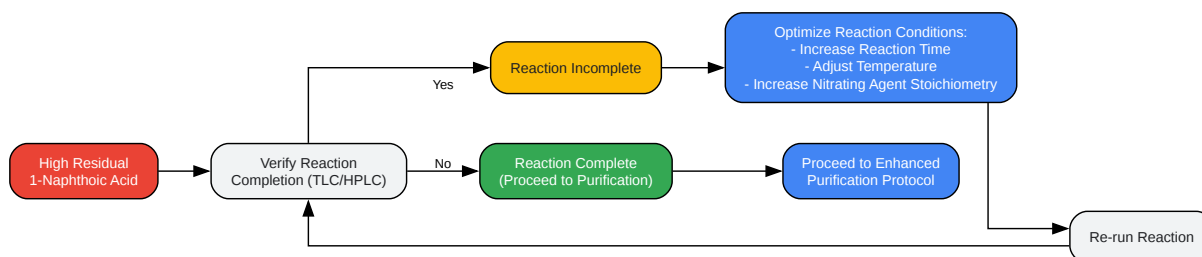 Optimize Reaction Conditions:
- Increase Reaction Time
- Adjust Temperature
- Increase Nitrating Agent Stoichiometry
Reaction Incomplete
Yes
High Residual
1-Naphthoic Acid
Verify Reaction
Completion (TLC/HPLC)
No
Reaction Complete
(Proceed to Purification)
Proceed to Enhanced
Purification Protocol
Re-run Reaction